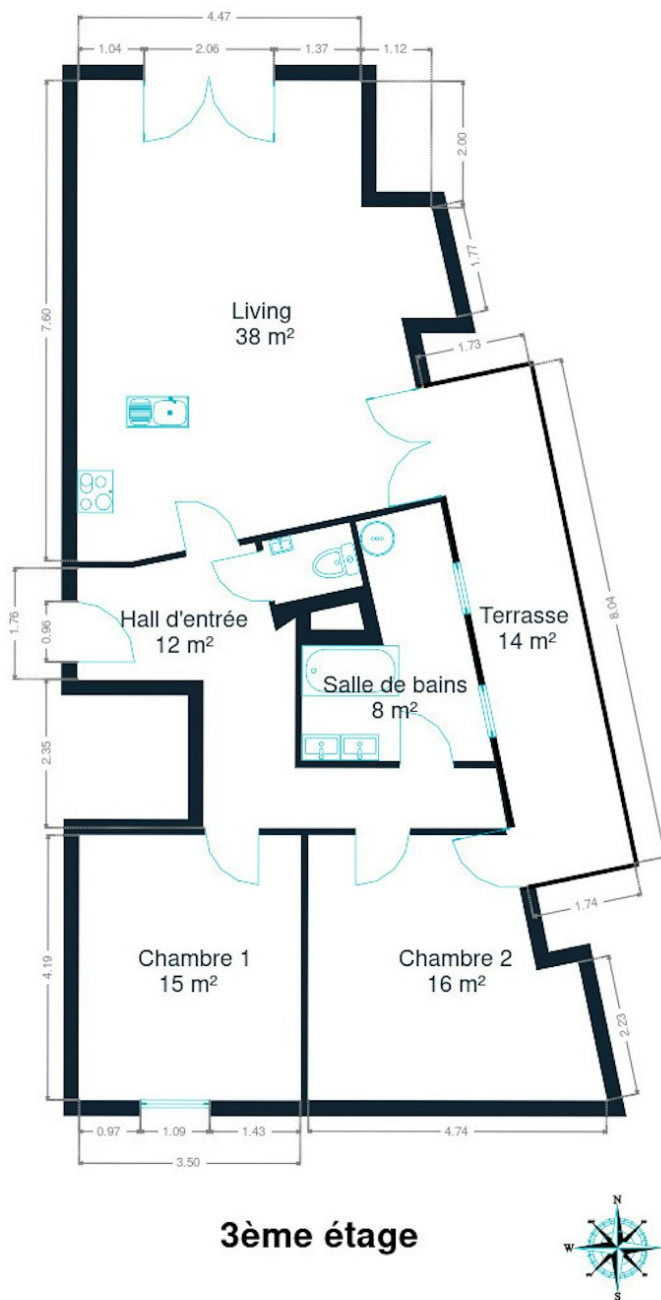 4.47
1.04 2.06 1.37 1.12
2.00
1.77
7.60
Living
38 m²
1.73
1.76
0.96
Hall d'entrée
12 m²
Terrasse
14 m²
8.04
Salle de bains
8 m²
2.35
4.19
Chambre 1
15 m²
Chambre 2
16 m²
1.74
2.23
0.97 1.09 1.43 4.74
3.50
3ème étage
N
W
S